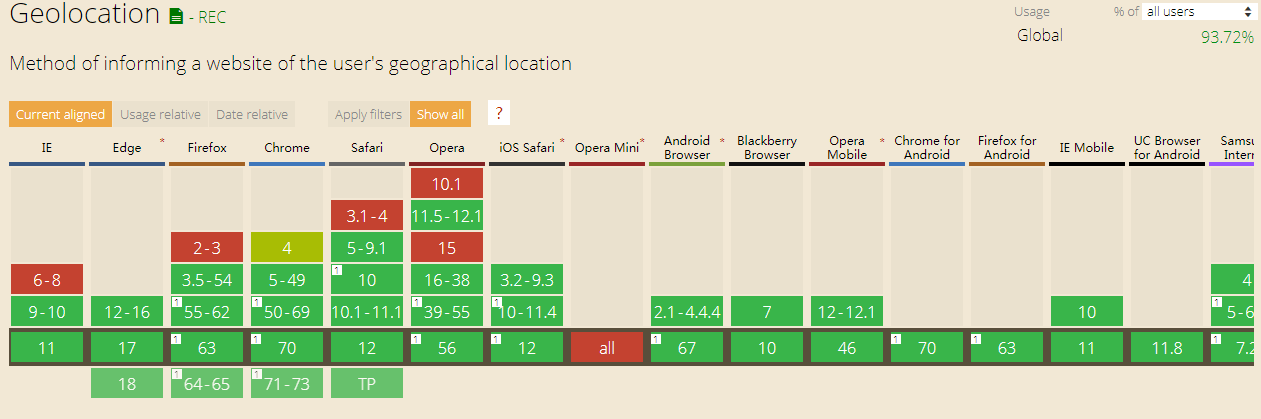 Geolocation - REC
Usage % of all users
Global 93.72%
Method of informing a website of the user's geographical location
Current aligned Usage relative Date relative Apply filters Show all ?
IE Edge * Firefox Chrome Safari Opera iOS Safari * Opera Mini * Android Browser * Blackberry Browser Opera Mobile * Chrome for Android Firefox for Android IE Mobile UC Browser for Android Samsu Intern
10.1
3.1-4 11.5-12.1
2-3 4 5-9.1 15
6-8 3.5-54 5-49 1 10 16-38 3.2-9.3 4
9-10 12-16 1 55-62 1 50-69 10.1-11.1 1 39-55 1 10-11.4 2.1-4.4.4 7 12-12.1 10 1 5-6
11 17 1 63 1 70 12 1 56 1 12 all 1 67 10 46 1 70 1 63 11 11.8 1 7.2
18 1 64-65 1 71-73 TP